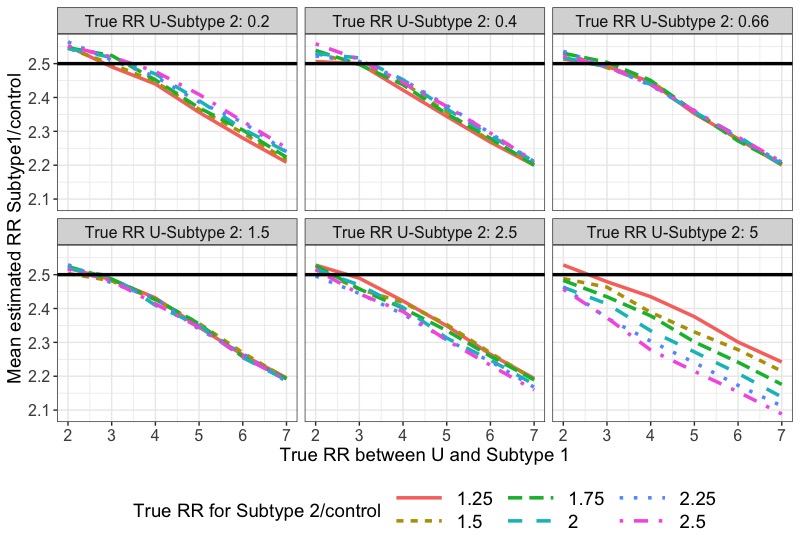 True RR U-Subtype 2: 0.2
True RR U-Subtype 2: 0.4
True RR U-Subtype 2: 0.66
2.5
2.4
2.3
2.2
2.1
Mean estimated RR Subtype1/control
True RR U-Subtype 2: 1.5
True RR U-Subtype 2: 2.5
True RR U-Subtype 2: 5
2.5
2.4
2.3
2.2
2.1
2 3 4 5 6 7
2 3 4 5 6 7
2 3 4 5 6 7
True RR between U and Subtype 1
True RR for Subtype 2/control
1.25 1.75 2.25
1.5 2 2.5